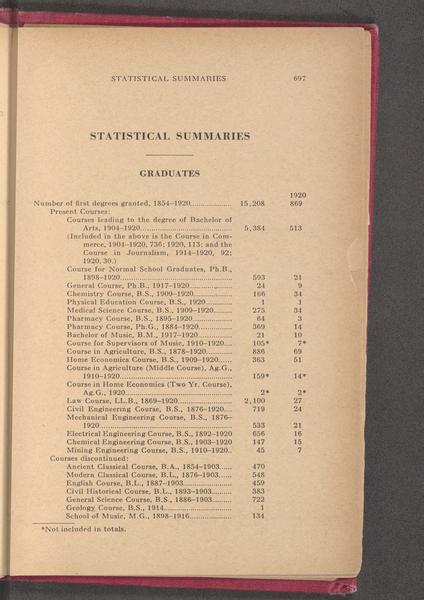 STATISTICAL SUMMARIES 697
STATISTICAL SUMMARIES
GRADUATES
1920
Number of first degrees granted, 1854-1920 15,208 869
Present Courses:
Courses leading to the degree of Bachelor of
Arts, 1904-1920 5,384 513
(Included in the above is the Course in Com-
merce, 1904-1920, 736; 1920, 113; and the
Course in Journalism, 1914-1920, 92;
1920, 30.)
Course for Normal School Graduates, Ph.B.,
1898-1920 593 21
General Course, Ph.B., 1917-1920 24 9
Chemistry Course, B.S., 1909-1920 166 34
Physical Education Course, B.S., 1920 1 1
Medical Science Course, B.S., 1909-1920 275 34
Pharmacy Course, B.S., 1895-1920 64 3
Pharmacy Course, Ph.G., 1884-1920 369 14
Bachelor of Music, B.M., 1917-1920 21 10
Course for Supervisors of Music, 1910-1920 105* 7*
Course in Agriculture, B.S., 1878-1920 886 69
Home Economics Course, B.S., 1909-1920 363 51
Course in Agriculture (Middle Course), Ag.G.,
1910-1920 159* 14*
Course in Home Economics (Two Yr. Course),
Ag.G., 1920 2* 2*
Law Course, LL.B., 1869-1920 2,100 27
Civil Engineering Course, B.S., 1876-1920 719 24
Mechanical Engineering Course, B.S., 1876-
1920 533 21
Electrical Engineering Course, B.S., 1892-1920 656 16
Chemical Engineering Course, B.S., 1903-1920 147 15
Mining Engineering Course, B.S., 1910-1920 45 7
Courses discontinued:
Ancient Classical Course, B.A., 1854-1903 470
Modern Classical Course, B.L., 1876-1903 548
English Course, B.L., 1887-1903 459
Civil Historical Course, B.L., 1893-1903 383
General Science Course, B.S., 1886-1903 722
Geology Course, B.S., 1914 1
School of Music, M.G., 1898-1916 134
*Not included in totals.